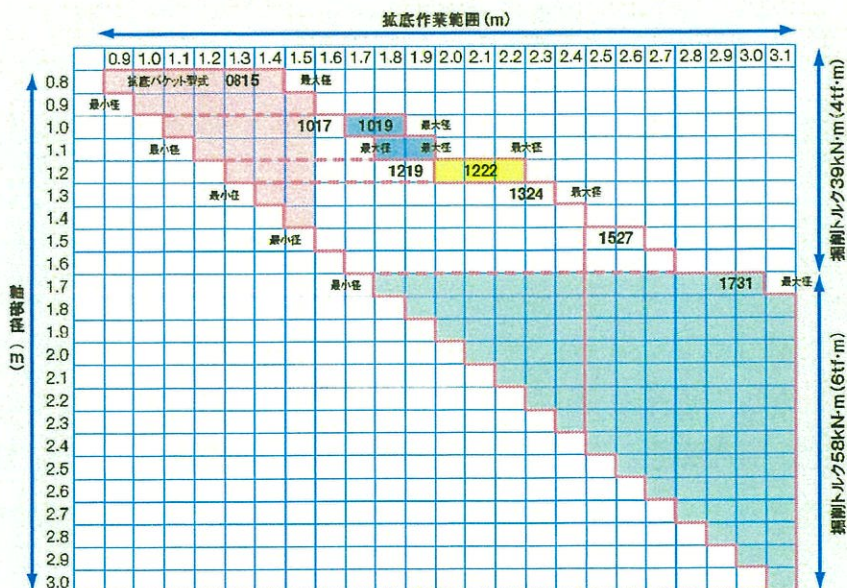 拡底作業範囲(m)
0.9 1.0 1.1 1.2 1.3 1.4 1.5 1.6 1.7 1.8 1.9 2.0 2.1 2.2 2.3 2.4 2.5 2.6 2.7 2.8 2.9 3.0 3.1
0.8 拡底バケット型式 0815 最大径
0.9 最小径
1.0 1017 1019 最大径
1.1 最小径 最大径 最大径 最大径
1.2 1219 1222
1.3 最小径 1324 最大径
1.4
1.5 最小径 1527
1.6
1.7 最小径 1731 最大径
1.8
1.9
2.0
2.1
2.2
2.3
2.4
2.5
2.6
2.7
2.8
2.9
3.0
軸径(m)
掘削トルク39kN·m(4tf·m)
掘削トルク58kN·m(6tf·m)